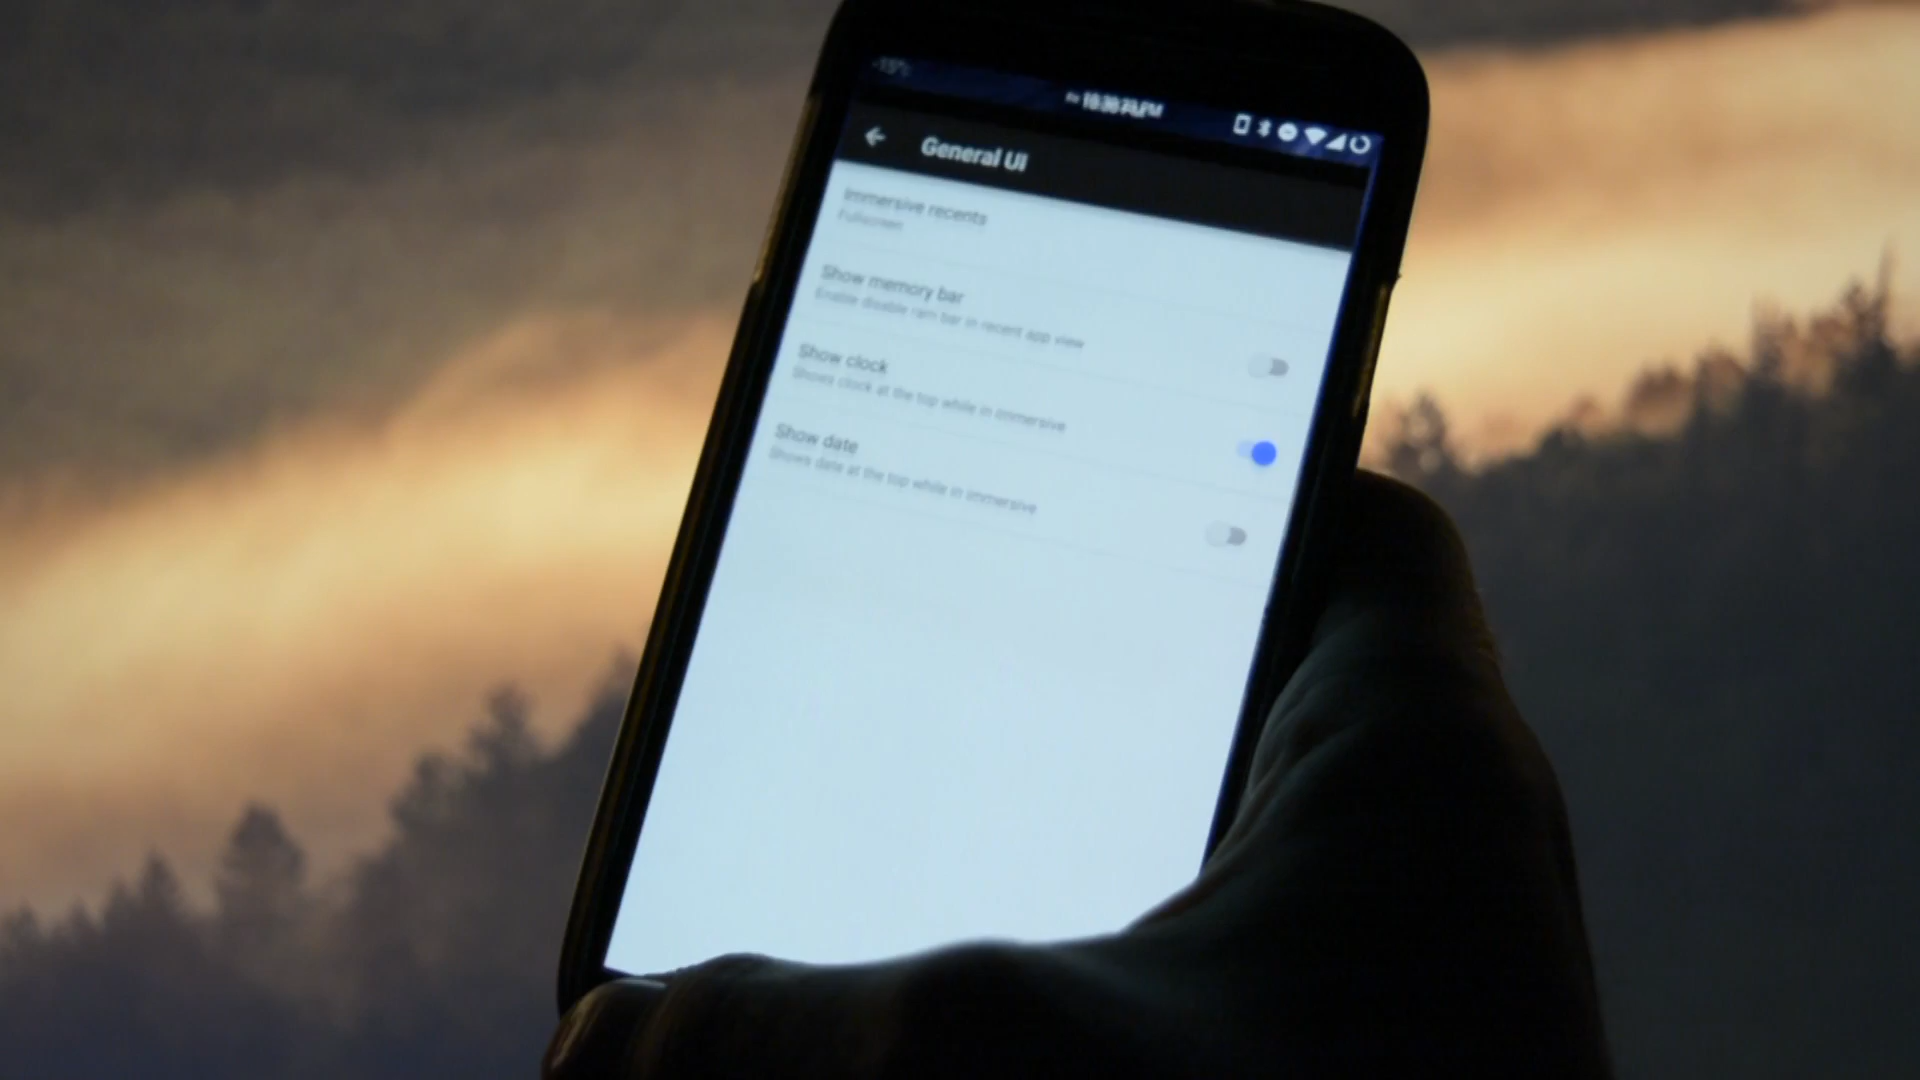 -15°c
General UI
Immersive recents
Fullscreen
Show memory bar
Enable disable ram bar in recent app view
Show clock
Shows clock at the top while in immersive
Show date
Shows date at the top while in immersive